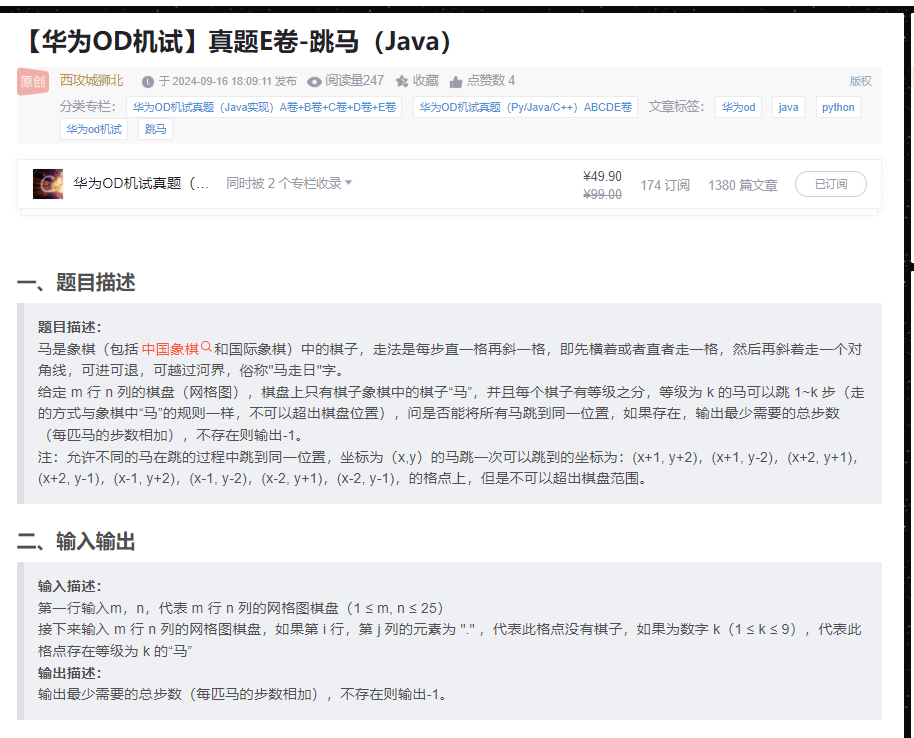 【华为OD机试】真题E卷-跳马（Java）
原创 西攻城狮北 于 2024-09-16 18:09:11 发布 阅读量247 收藏 点赞数 4 版权
分类专栏： 华为OD机试真题（Java实现）A卷+B卷+C卷+D卷+E卷 华为OD机试真题（Py/Java/C++）ABCDE卷 文章标签： 华为od java python
华为od机试 跳马
华为OD机试真题（... 同时被 2 个专栏收录 ¥49.90 ¥99.00 174 订阅 1380 篇文章 已订阅
一、题目描述
题目描述：
马是象棋（包括 中国象棋 和国际象棋）中的棋子，走法是每步直一格再斜一格，即先横着或者直者走一格，然后再斜着走一个对
角线，可进可退，可越过河界，俗称"马走日"字。
给定 m 行 n 列的棋盘（网格图），棋盘上只有棋子象棋中的棋子“马”，并且每个棋子有等级之分，等级为 k 的马可以跳 1~k 步（走
的方式与象棋中“马”的规则一样，不可以超出棋盘位置），问是否能将所有马跳到同一位置，如果存在，输出最少需要的总步数
（每匹马的步数相加），不存在则输出-1。
注：允许不同的马在跳的过程中跳到同一位置，坐标为（x,y）的马跳一次可以跳到的坐标为：(x+1, y+2)，(x+1, y-2)，(x+2, y+1)，
(x+2, y-1)，(x-1, y+2)，(x-1, y-2)，(x-2, y+1)，(x-2, y-1)，的格点上，但是不可以超出棋盘范围。
二、输入输出
输入描述：
第一行输入m，n，代表 m 行 n 列的网格图棋盘（1 ≤ m, n ≤ 25）
接下来输入 m 行 n 列的网格图棋盘，如果第 i 行，第 j 列的元素为 "." ，代表此格点没有棋子，如果为数字 k（1 ≤ k ≤ 9），代表此
格点存在等级为 k 的“马”
输出描述：
输出最少需要的总步数（每匹马的步数相加），不存在则输出-1。